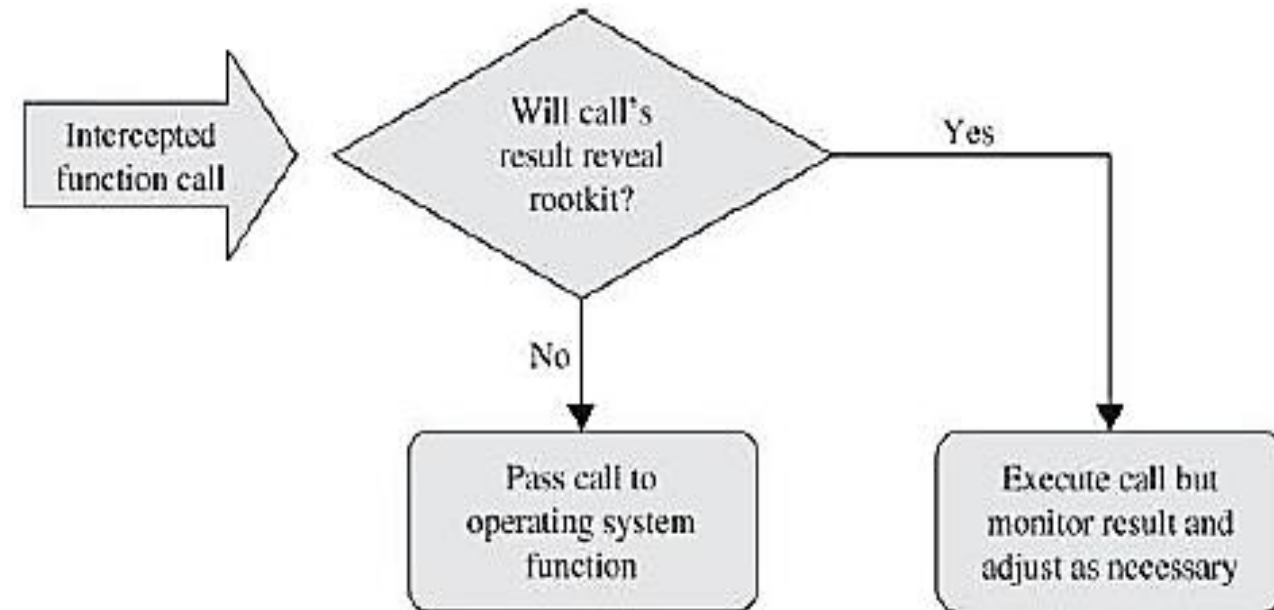 Intercepted
function call
Will call's
result reveal
rootkit?
Yes
No
Pass call to
operating system
function
Execute call but
monitor result and
adjust as necessary